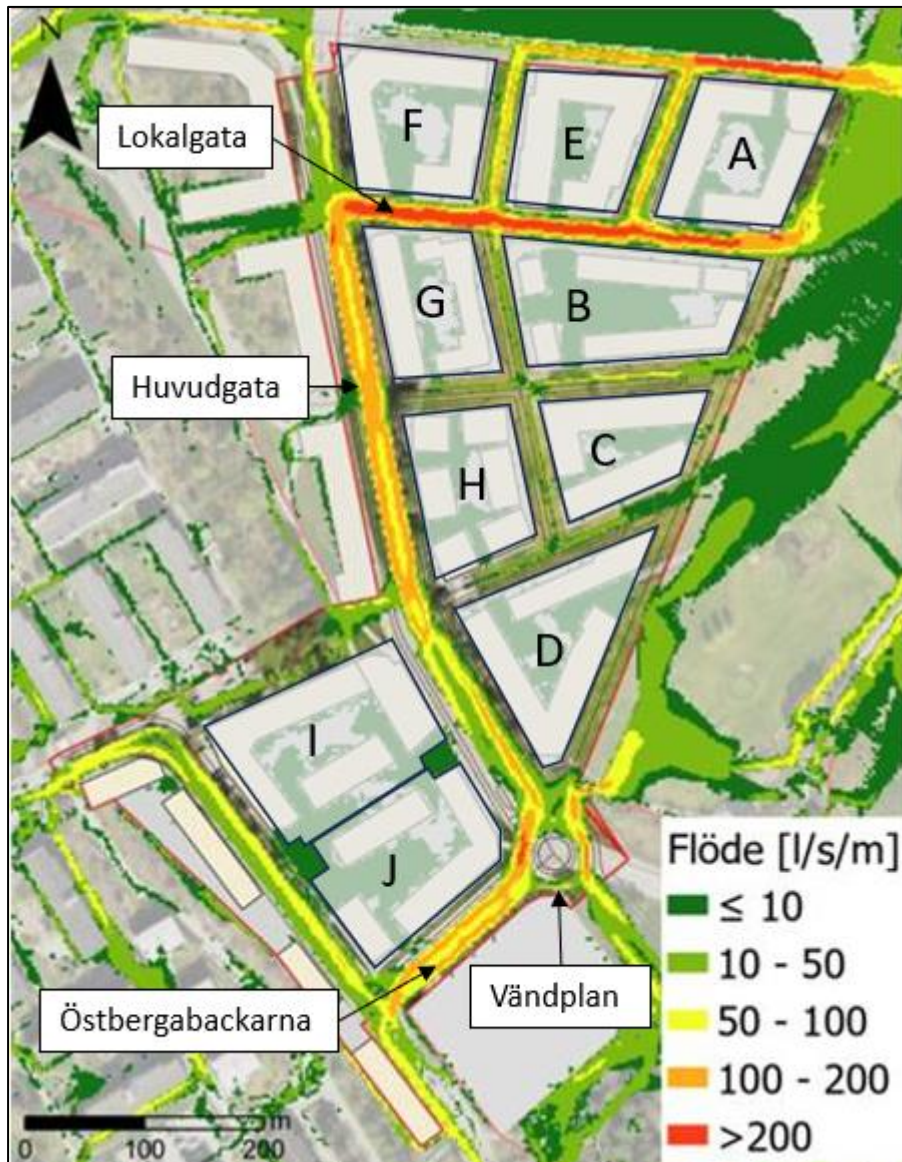 N
Lokalgata
F
E
A
G
B
Huvudgata
H
C
D
I
J
Flöde [l/s/m]
≤ 10
10 - 50
50 - 100
100 - 200
>200
Vändplan
Östbergabackarna
m
0 100 200